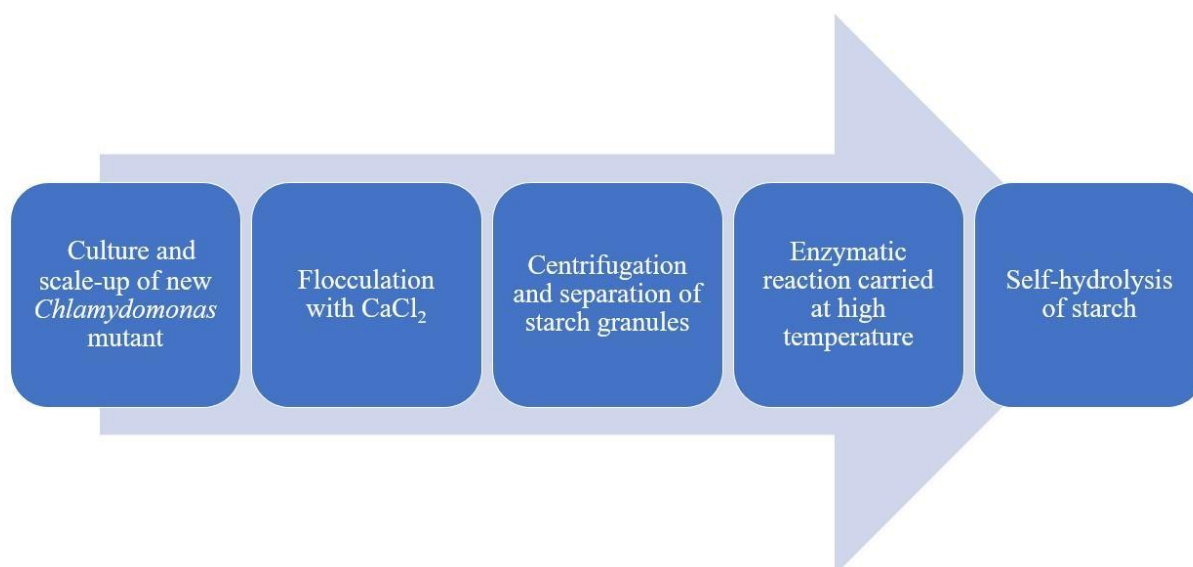 Culture and
scale-up of new
Chlamydomonas
mutant
Flocculation
with CaCl₂
Centrifugation
and separation of
starch granules
Enzymatic
reaction carried
at high
temperature
Self-hydrolysis
of starch